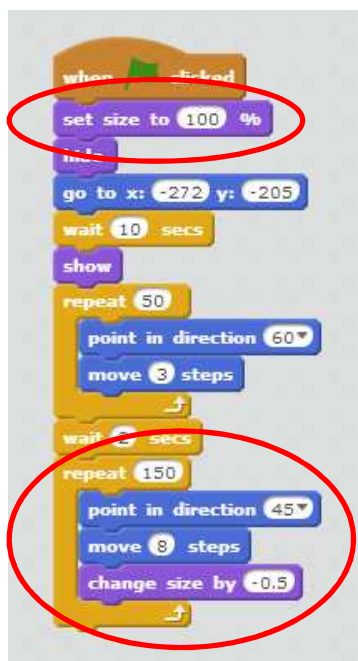 when clicked
set size to 100 %
hide
go to x: -272 y: -205
wait 10 secs
show
repeat 50
point in direction 60
move 3 steps
wait 2 secs
repeat 150
point in direction 45
move 8 steps
change size by -0.5